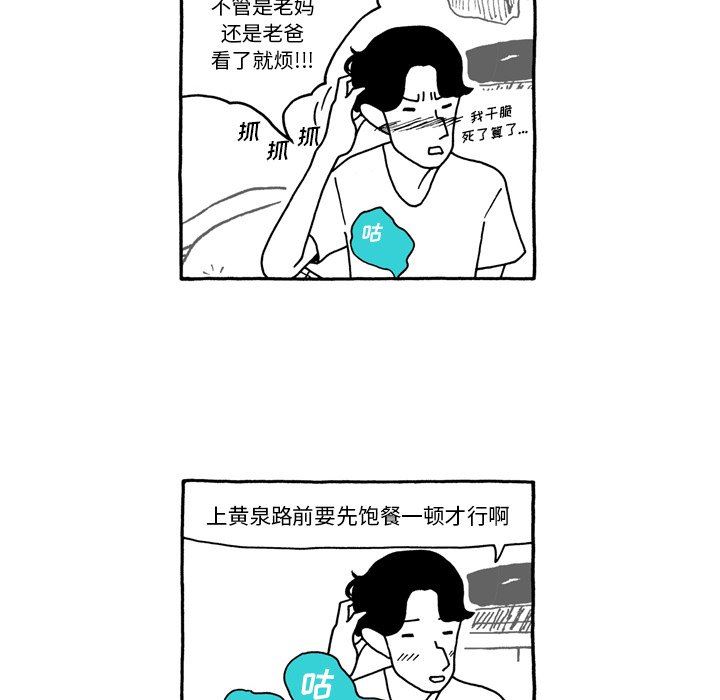 不管是老妈
还是老爸
看了就烦!!!
抓
抓
抓
我干脆
死了算了...
咕
上黄泉路前要先饱餐一顿才行啊
咕